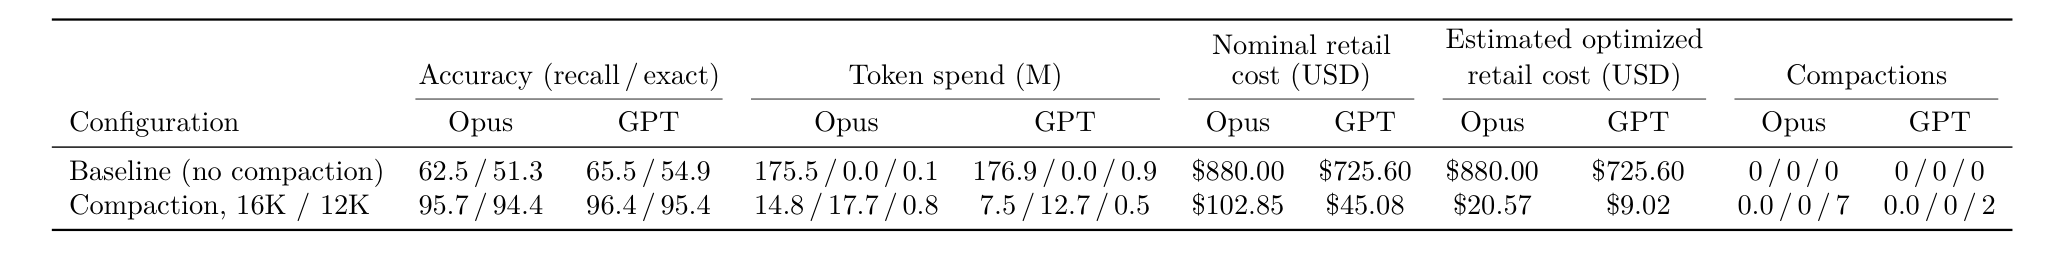 Accuracy (recall / exact) Token spend (M) Nominal retail cost (USD) Estimated optimized retail cost (USD) Compactions
Configuration Opus GPT Opus GPT Opus GPT Opus GPT Opus GPT
Baseline (no compaction) 62.5 / 51.3 65.5 / 54.9 175.5 / 0.0 / 0.1 176.9 / 0.0 / 0.9 $880.00 $725.60 $880.00 $725.60 0 / 0 / 0 0 / 0 / 0
Compaction, 16K / 12K 95.7 / 94.4 96.4 / 95.4 14.8 / 17.7 / 0.8 7.5 / 12.7 / 0.5 $102.85 $45.08 $20.57 $9.02 0.0 / 0 / 7 0.0 / 0 / 2